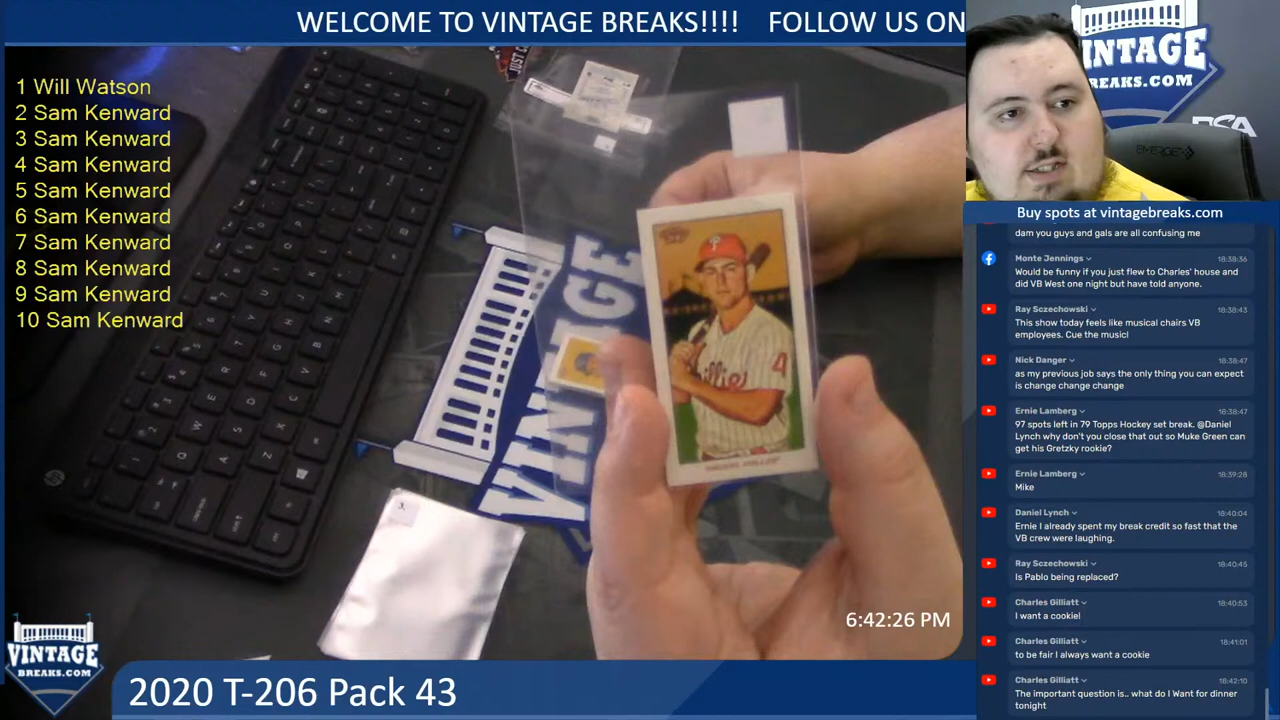 WELCOME TO VINTAGE BREAKS!!!! FOLLOW US ON
1 Will Watson
2 Sam Kenward
3 Sam Kenward
4 Sam Kenward
5 Sam Kenward
6 Sam Kenward
7 Sam Kenward
8 Sam Kenward
9 Sam Kenward
10 Sam Kenward
JUST
VINTAGE
P
Phillies
4
3.
6:42:26 PM
VINTAGE
BREAKS.COM
2020 T-206 Pack 43
VINTAGE
BREAKS.COM
PSA
EMERGE
Buy spots at vintagebreaks.com
dam you guys and gals are all confusing me
Monte Jennings 18:38:36
Would be funny if you just flew to Charles' house and
did VB West one night but have told anyone.
Ray Sczechowski 18:38:43
This show today feels like musical chairs VB
employees. Cue the music!
Nick Danger 18:38:47
as my previous job says the only thing you can expect
is change change change
Ernie Lamberg 18:38:47
97 spots left in 79 Topps Hockey set break. @Daniel
Lynch why don't you close that out so Muke Green can
get his Gretzky rookie?
Ernie Lamberg 18:39:28
Mike
Daniel Lynch 18:40:04
Ernie I already spent my break credit so fast that the
VB crew were laughing.
Ray Sczechowski 18:40:45
Is Pablo being replaced?
Charles Gilliatt 18:40:53
I want a cookie!
Charles Gilliatt 18:41:01
to be fair I always want a cookie
Charles Gilliatt 18:42:10
The important question is.. what do I Want for dinner
tonight